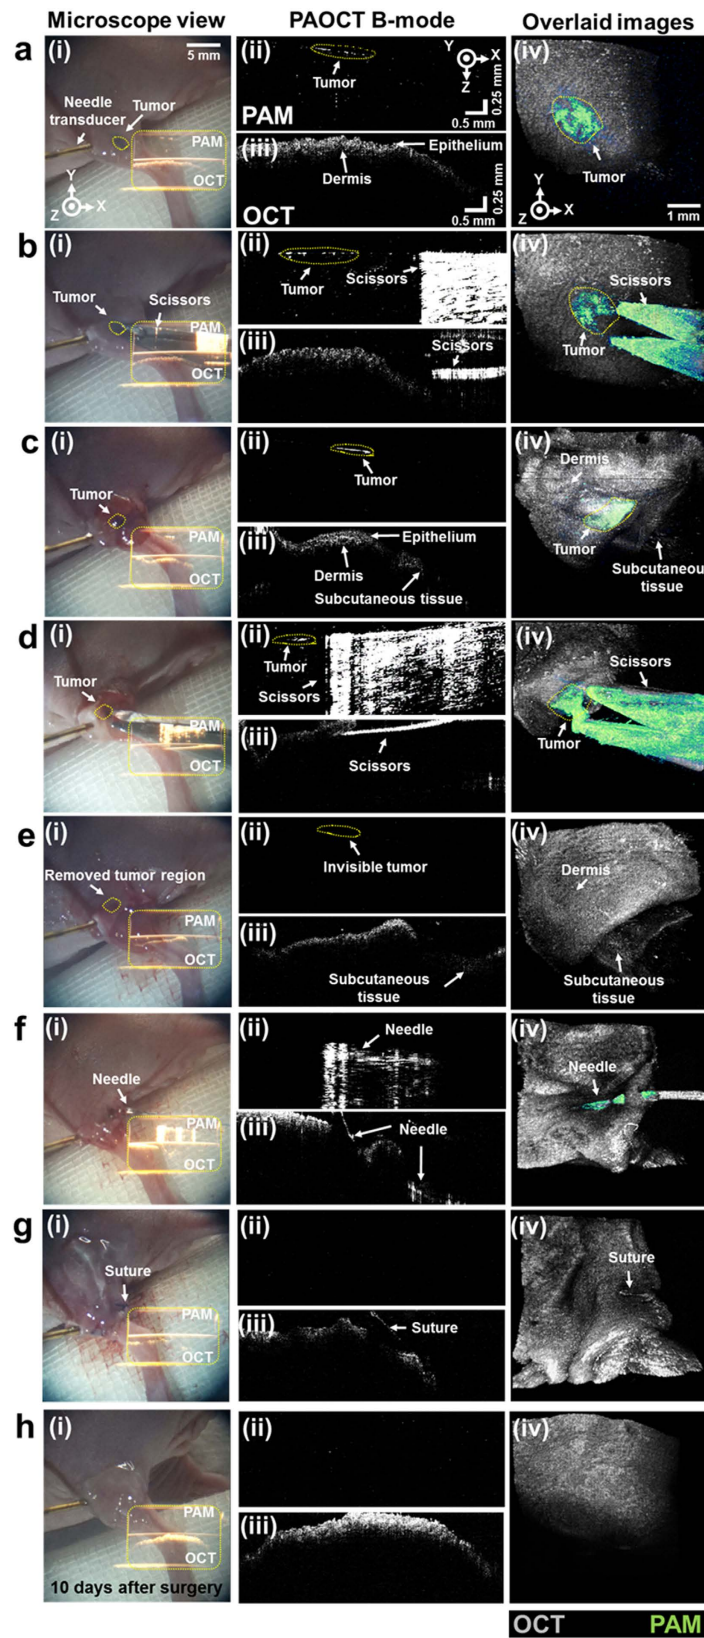 Microscope view
PAOCT B-mode
Overlaid images
a
(i)
5 mm
Needle
transducer
Tumor
PAM
OCT
Y
X
Z
(ii)
Tumor
PAM
Y
X
Z
0.25 mm
0.5 mm
(iii)
Epithelium
Dermis
OCT
0.25 mm
0.5 mm
(iv)
Tumor
Y
X
Z
1 mm
b
(i)
Tumor
Scissors
PAM
OCT
(ii)
Tumor
Scissors
(iii)
Scissors
(iv)
Scissors
Tumor
c
(i)
Tumor
PAM
OCT
(ii)
Tumor
(iii)
Epithelium
Dermis
Subcutaneous tissue
(iv)
Dermis
Tumor
Subcutaneous
tissue
d
(i)
Tumor
PAM
OCT
(ii)
Tumor
Scissors
(iii)
Scissors
(iv)
Scissors
Tumor
e
(i)
Removed tumor region
PAM
OCT
(ii)
Invisible tumor
(iii)
Subcutaneous
tissue
(iv)
Dermis
Subcutaneous
tissue
f
(i)
Needle
PAM
OCT
(ii)
Needle
(iii)
Needle
(iv)
Needle
g
(i)
Suture
PAM
OCT
(ii)
(iii)
Suture
(iv)
Suture
h
(i)
PAM
OCT
10 days after surgery
(ii)
(iii)
(iv)
OCT
PAM